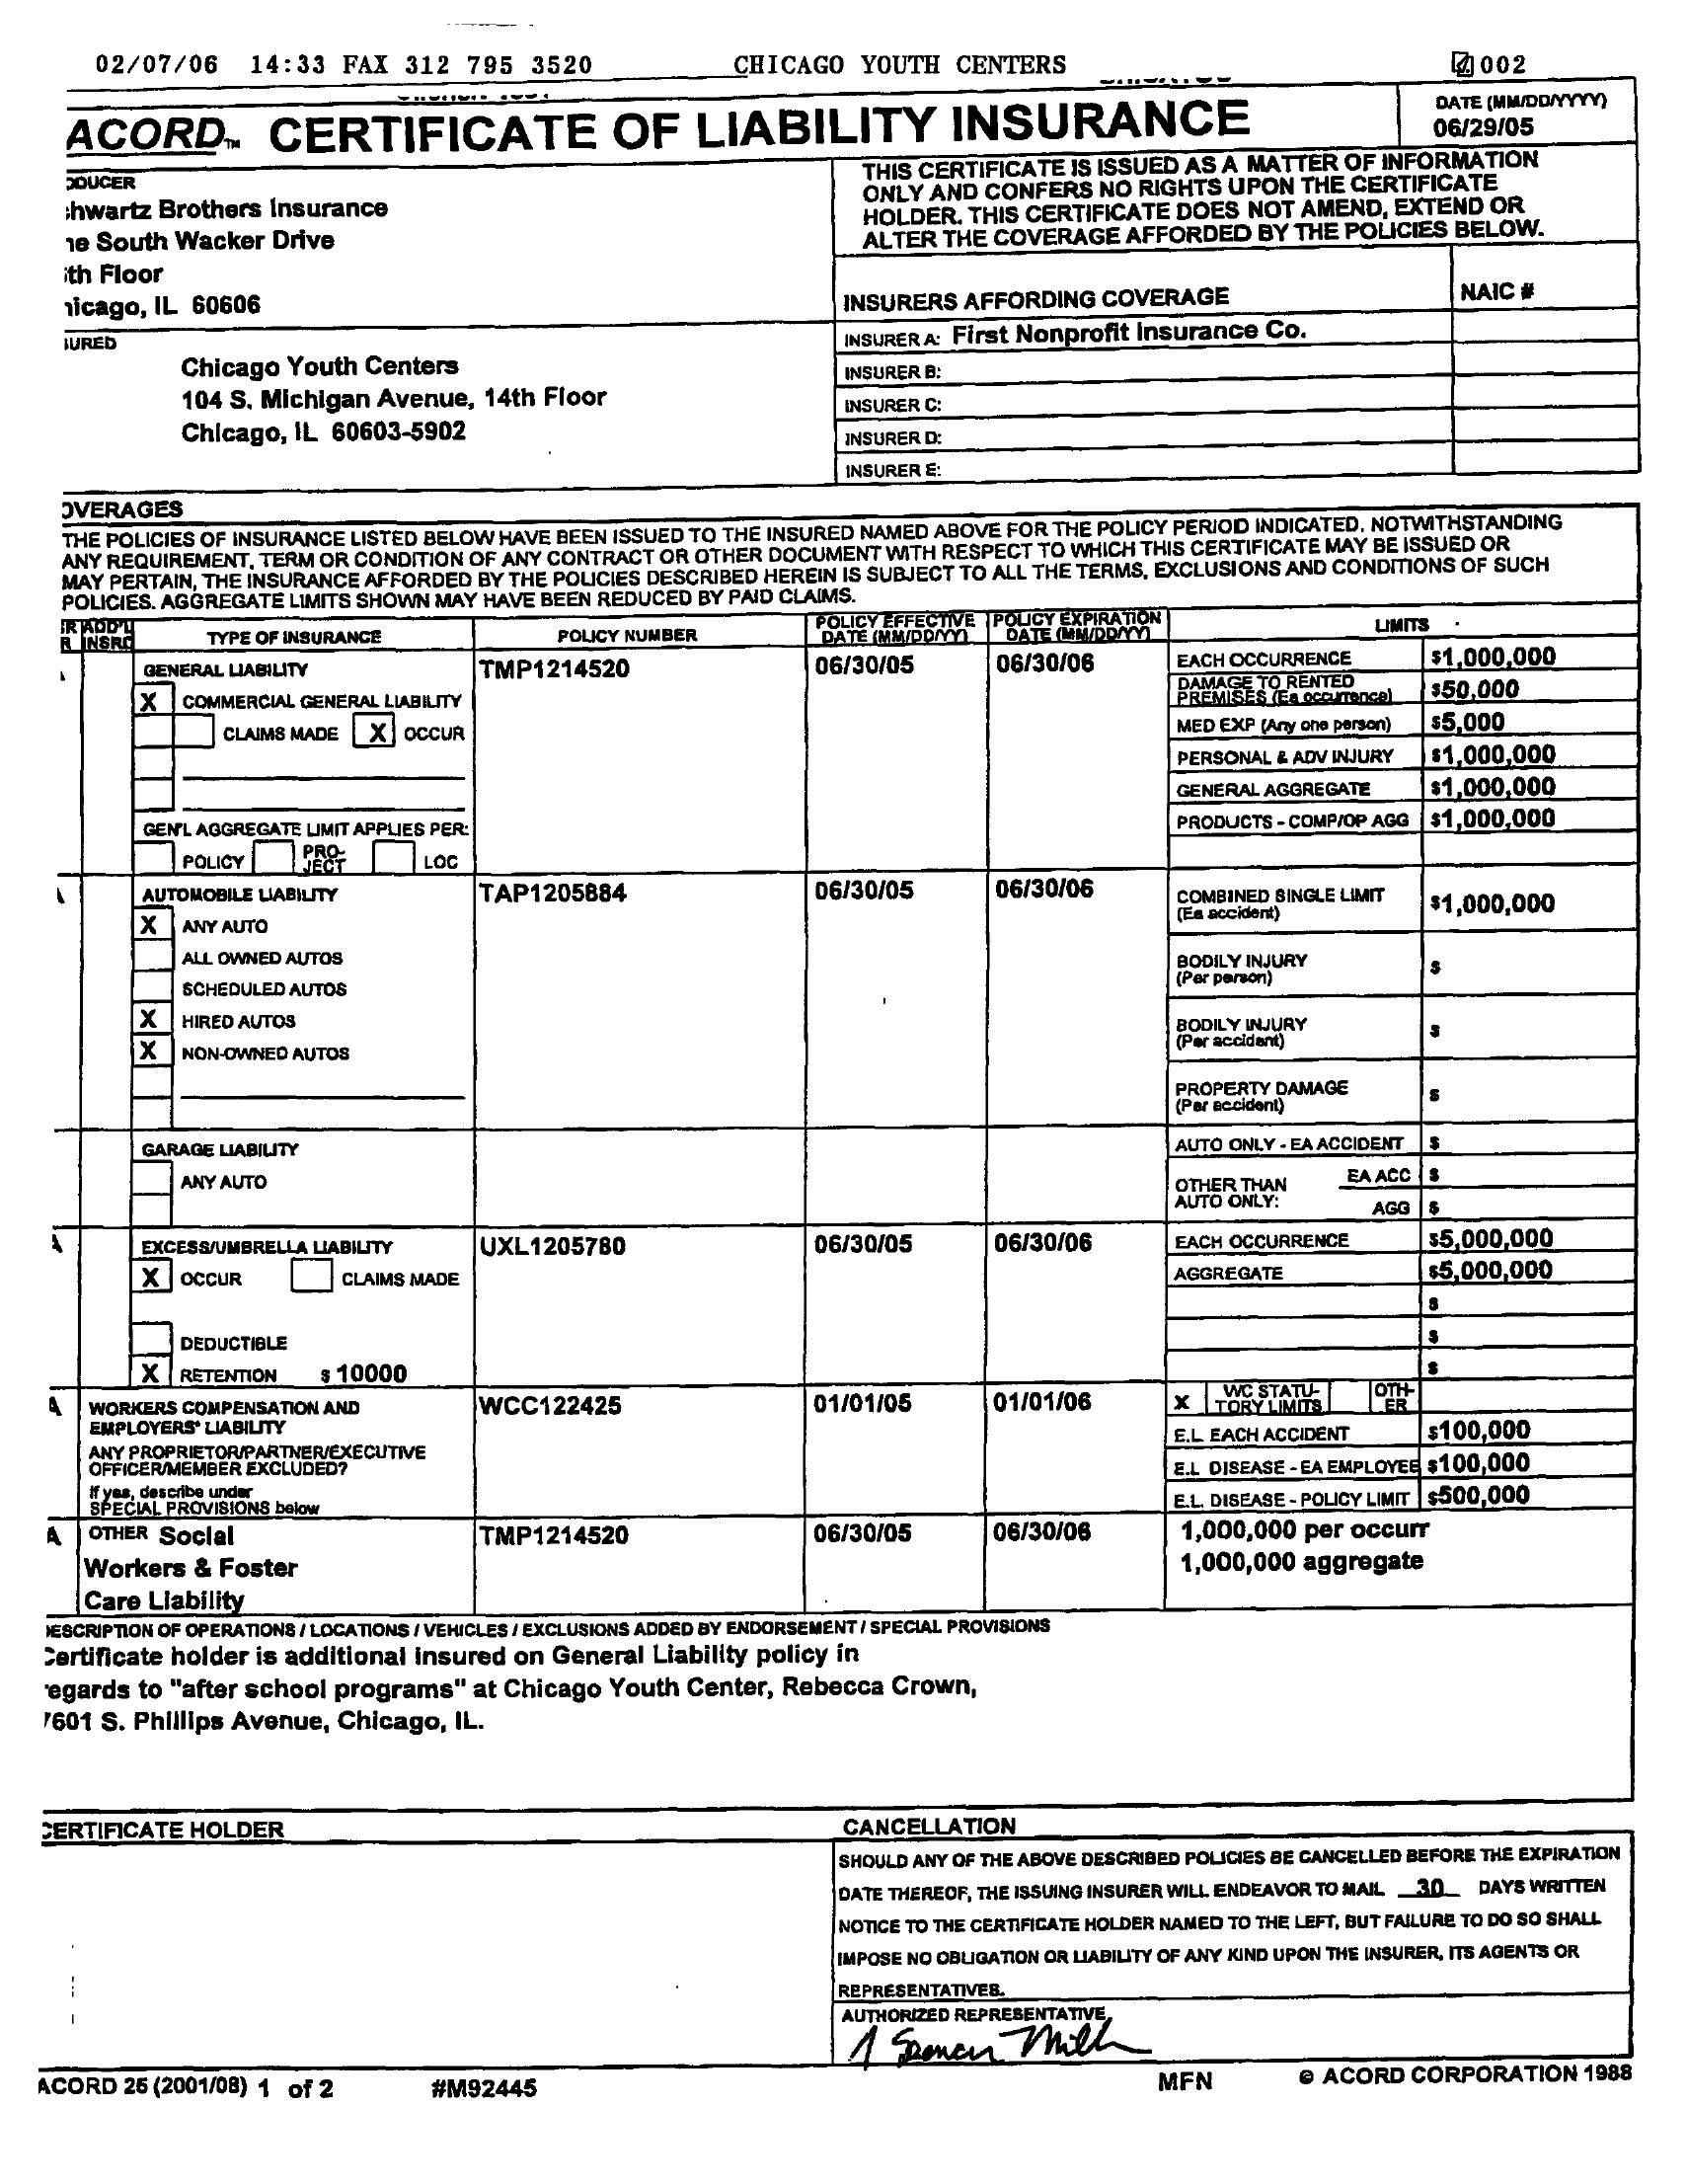 02/07/06 14:33 FAX 312 795 3520 CHICAGO YOUTH CENTERS 002
ACORD™ CERTIFICATE OF LIABILITY INSURANCE
DATE (MM/DD/YYYY)
06/29/05
DUCER
hwartz Brothers Insurance
ne South Wacker Drive
th Floor
icago, IL 60606
THIS CERTIFICATE IS ISSUED AS A MATTER OF INFORMATION
ONLY AND CONFERS NO RIGHTS UPON THE CERTIFICATE
HOLDER. THIS CERTIFICATE DOES NOT AMEND, EXTEND OR
ALTER THE COVERAGE AFFORDED BY THE POLICIES BELOW.
INSURERS AFFORDING COVERAGE NAIC #
URED
Chicago Youth Centers
104 S. Michigan Avenue, 14th Floor
Chicago, IL 60603-5902
INSURER A: First Nonprofit Insurance Co.
INSURER B:
INSURER C:
INSURER D:
INSURER E:
OVERAGES
THE POLICIES OF INSURANCE LISTED BELOW HAVE BEEN ISSUED TO THE INSURED NAMED ABOVE FOR THE POLICY PERIOD INDICATED. NOTWITHSTANDING
ANY REQUIREMENT, TERM OR CONDITION OF ANY CONTRACT OR OTHER DOCUMENT WITH RESPECT TO WHICH THIS CERTIFICATE MAY BE ISSUED OR
MAY PERTAIN, THE INSURANCE AFFORDED BY THE POLICIES DESCRIBED HEREIN IS SUBJECT TO ALL THE TERMS, EXCLUSIONS AND CONDITIONS OF SUCH
POLICIES. AGGREGATE LIMITS SHOWN MAY HAVE BEEN REDUCED BY PAID CLAIMS.
R ADD'L
R INSRD TYPE OF INSURANCE POLICY NUMBER
POLICY EFFECTIVE
DATE (MM/DD/YY)
POLICY EXPIRATION
DATE (MM/DD/YY)
LIMITS
GENERAL LIABILITY
X COMMERCIAL GENERAL LIABILITY
CLAIMS MADE X OCCUR
GEN'L AGGREGATE LIMIT APPLIES PER:
POLICY PRO-JECT LOC
TMP1214520 06/30/05 06/30/06
EACH OCCURRENCE $1,000,000
DAMAGE TO RENTED
PREMISES (Ea occurrence) $50,000
MED EXP (Any one person) $5,000
PERSONAL & ADV INJURY $1,000,000
GENERAL AGGREGATE $1,000,000
PRODUCTS - COMP/OP AGG $1,000,000
AUTOMOBILE LIABILITY
X ANY AUTO
ALL OWNED AUTOS
SCHEDULED AUTOS
X HIRED AUTOS
X NON-OWNED AUTOS
TAP1205884 06/30/05 06/30/06
COMBINED SINGLE LIMIT
(Ea accident) $1,000,000
BODILY INJURY
(Per person) $
BODILY INJURY
(Per accident) $
PROPERTY DAMAGE
(Per accident) $
GARAGE LIABILITY
ANY AUTO
AUTO ONLY - EA ACCIDENT $
OTHER THAN
AUTO ONLY:
EA ACC $
AGG $
A EXCESS/UMBRELLA LIABILITY
X OCCUR CLAIMS MADE
DEDUCTIBLE
X RETENTION $ 10000
UXL1205780 06/30/05 06/30/06
EACH OCCURRENCE $5,000,000
AGGREGATE $5,000,000
$
$
$
A WORKERS COMPENSATION AND
EMPLOYERS' LIABILITY
ANY PROPRIETOR/PARTNER/EXECUTIVE
OFFICER/MEMBER EXCLUDED?
If yes, describe under
SPECIAL PROVISIONS below
WCC122425 01/01/05 01/01/06
X WC STATU-TORY LIMITS OTH-ER
E.L. EACH ACCIDENT $100,000
E.L. DISEASE - EA EMPLOYEE $100,000
E.L. DISEASE - POLICY LIMIT $500,000
A OTHER Social
Workers & Foster
Care Liability
TMP1214520 06/30/05 06/30/06
1,000,000 per occurr
1,000,000 aggregate
DESCRIPTION OF OPERATIONS / LOCATIONS / VEHICLES / EXCLUSIONS ADDED BY ENDORSEMENT / SPECIAL PROVISIONS
Certificate holder is additional insured on General Liability policy in
egards to "after school programs" at Chicago Youth Center, Rebecca Crown,
7601 S. Phillips Avenue, Chicago, IL.
CERTIFICATE HOLDER
CANCELLATION
SHOULD ANY OF THE ABOVE DESCRIBED POLICIES BE CANCELLED BEFORE THE EXPIRATION
DATE THEREOF, THE ISSUING INSURER WILL ENDEAVOR TO MAIL 30 DAYS WRITTEN
NOTICE TO THE CERTIFICATE HOLDER NAMED TO THE LEFT, BUT FAILURE TO DO SO SHALL
IMPOSE NO OBLIGATION OR LIABILITY OF ANY KIND UPON THE INSURER, ITS AGENTS OR
REPRESENTATIVES.
AUTHORIZED REPRESENTATIVE
ACORD 25 (2001/08) 1 of 2 #M92445 MFN © ACORD CORPORATION 1988